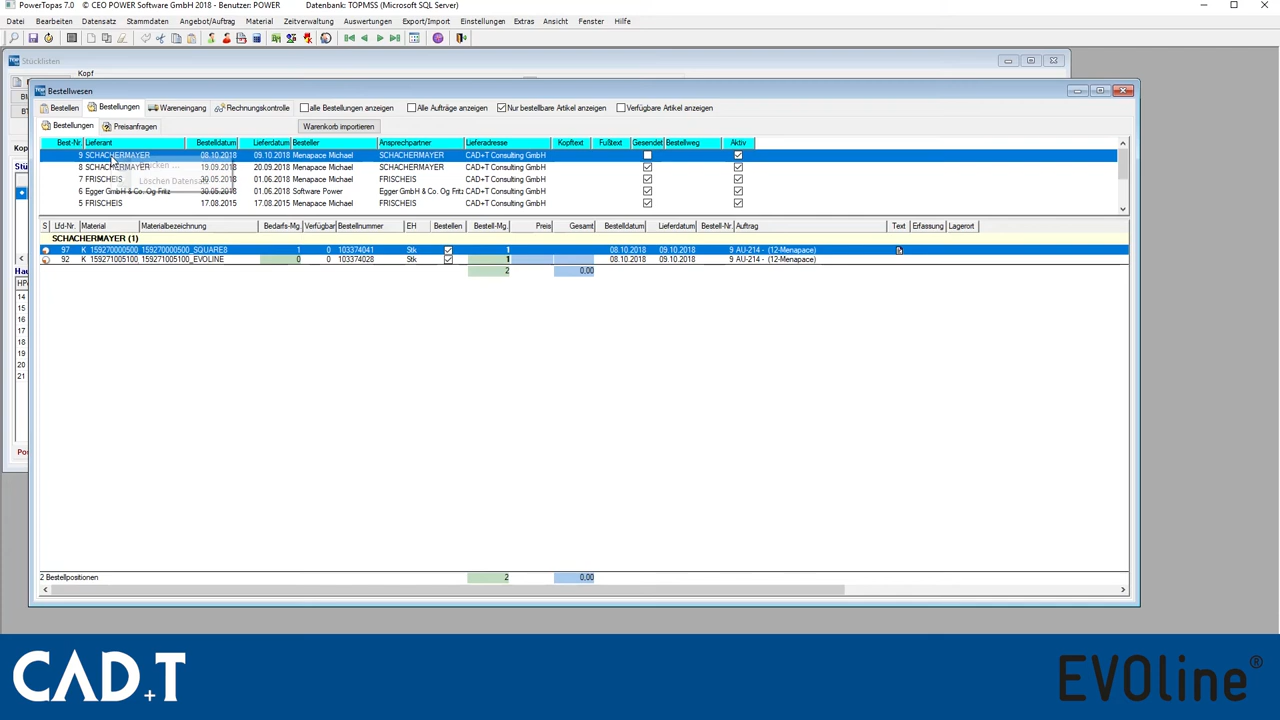 PowerTopas 7.0 © CEO POWER Software GmbH 2018 - Benutzer: POWER Datenbank: TOPMSS (Microsoft SQL Server)
Datei Bearbeiten Datensatz Stammdaten Angebot/Auftrag Material Zeitverwaltung Auswertungen Export/Import Einstellungen Extras Ansicht Fenster Hilfe
Stücklisten
Kopf
Bestellwesen
Bestellen Bestellungen Wareneingang Rechnungskontrolle alle Bestellungen anzeigen Alle Aufträge anzeigen Nur bestellbare Artikel anzeigen Verfügbare Artikel anzeigen
Bestellungen Preisanfragen Warenkorb importieren
Best-Nr. Lieferant Bestelldatum Lieferdatum Besteller Ansprechpartner Lieferadresse Kopftext Fußtext Gesendet Bestellweg Aktiv
9 SCHACHERMAYER 08.10.2018 09.10.2018 Menapace Michael SCHACHERMAYER CAD+T Consulting GmbH
8 SCHACHERMAYER 19.09.2018 20.09.2018 Menapace Michael SCHACHERMAYER CAD+T Consulting GmbH
7 FRISCHEIS 30.05.2018 01.06.2018 Menapace Michael FRISCHEIS CAD+T Consulting GmbH
6 Egger GmbH & Co. Og Fritz 30.05.2018 01.06.2018 Software Power Egger GmbH & Co. Og Fritz CAD+T Consulting GmbH
5 FRISCHEIS 17.08.2015 17.08.2015 Menapace Michael FRISCHEIS CAD+T Consulting GmbH
S Lfd-Nr. Material Materialbezeichnung Bedarfs-Mg. Verfügbar Bestellnummer EH Bestellen Bestell-Mg. Preis Gesamt Bestelldatum Lieferdatum Bestell-Nr. Auftrag Text Erfassung Lagerort
SCHACHERMAYER (1)
97 K 159270000500 159270000500_SQUARE8 1 0 103374041 Stk 1 08.10.2018 09.10.2018 9 AU-214 - (12-Menapace)
92 K 159271005100 159271005100_EVOLINE 0 0 103374028 Stk 1 08.10.2018 09.10.2018 9 AU-214 - (12-Menapace)
2 0.00
14
15
16
17
18
19
20
21
2 Bestellpositionen 2 0.00
CAD+T EVOline®